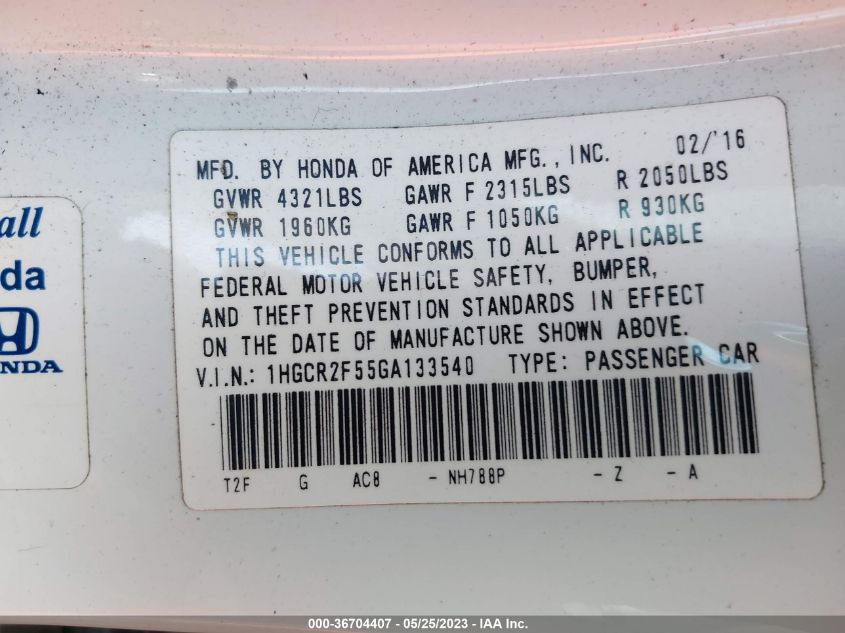 MFD. BY HONDA OF AMERICA MFG., INC. 02/'16
GVWR 4321LBS GAWR F 2315LBS R 2050LBS
GVWR 1960KG GAWR F 1050KG R 930KG
THIS VEHICLE CONFORMS TO ALL APPLICABLE
FEDERAL MOTOR VEHICLE SAFETY, BUMPER,
AND THEFT PREVENTION STANDARDS IN EFFECT
ON THE DATE OF MANUFACTURE SHOWN ABOVE.
V.I.N.: 1HGCR2F55GA133540 TYPE: PASSENGER CAR
T2F G AC8 - NH788P - Z - A
all
da
NDA
000-36704407 - 05/25/2023 - IAA Inc.